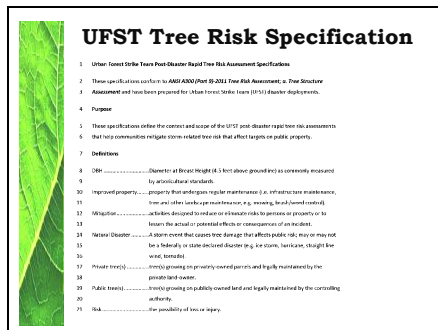 UFST Tree Risk Specification
1 Urban Forest Strike Team Post-Disaster Rapid Tree Risk Assessment Specifications
2 These specifications conform to ANSI A300 (Part 9)-2011 Tree Risk Assessment; a. Tree Structure
3 Assessment and have been prepared for Urban Forest Strike Team (UFST) disaster deployments.
4 Purpose
5 These specifications define the context and scope of the UFST post-disaster rapid tree risk assessments
6 that help communities mitigate storm-related tree risk that affect targets on public property.
7 Definitions
8 DBH ....................Diameter at Breast Height (4.5 feet above groundline) as commonly measured
9 by arboricultural standards.
10 Improved property..........property that undergoes regular maintenance (i.e. infrastructure maintenance,
11 tree and other landscape maintenance, e.g. mowing, brush/weed control).
12 Mitigation..............activities designed to reduce or eliminate risks to persons or property or to
13 lessen the actual or potential effects or consequences of an incident.
14 Natural Disaster ............A storm event that causes tree damage that affects public risk; may or may not
15 be a federally or state declared disaster (e.g. ice storm, hurricane, straight line
16 wind, tornado).
17 Private tree(s) ...............tree(s) growing on privately-owned parcels and legally maintained by the
18 private land-owner.
19 Public tree(s)................tree(s) growing on publicly-owned land and legally maintained by the controlling
20 authority.
21 Risk......................the possibility of loss or injury.